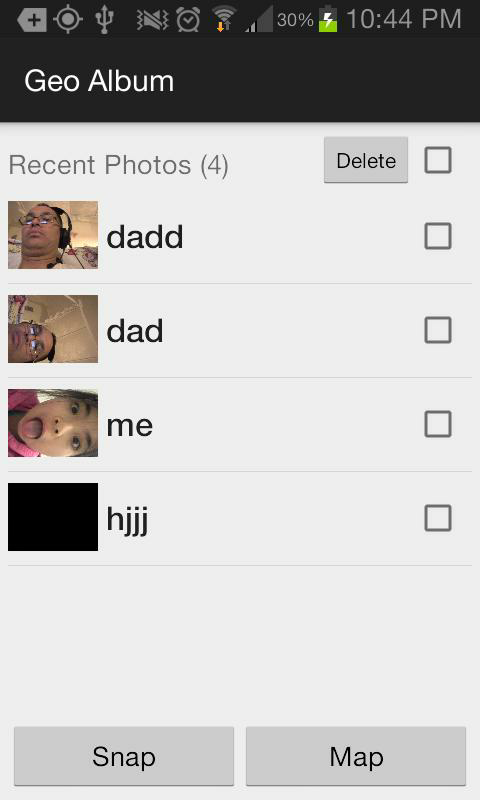 30% 10:44 PM
Geo Album
Recent Photos (4)
Delete
dadd
dad
me
hjjj
Snap
Map